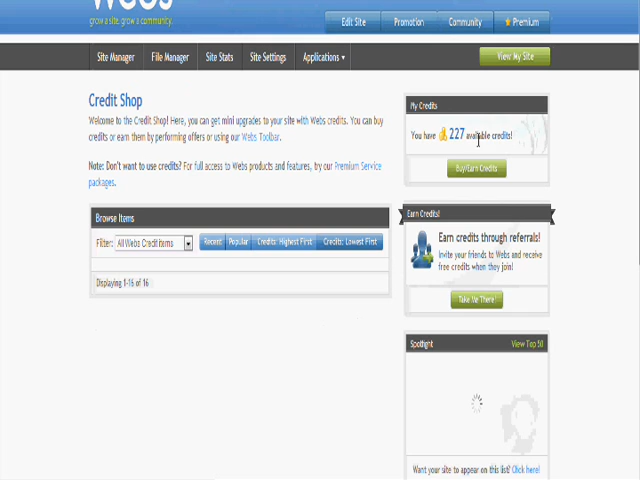 Webs
grow a site. grow a community.
Edit Site Promotion Community Premium
Site Manager File Manager Site Stats Site Settings Applications ▾ View My Site
Credit Shop
Welcome to the Credit Shop! Here, you can get mini upgrades to your site with Webs credits. You can buy
credits or earn them by performing offers or using our Webs Toolbar.
Note: Don't want to use credits? For full access to Webs products and features, try our Premium Service
packages.
Browse Items
Filter: All Webs Credit items Recent Popular Credits: Highest First Credits: Lowest First
Displaying 1-16 of 16
My Credits
You have 227 available credits!
Buy/Earn Credits
Earn Credits!
Earn credits through referrals!
Invite your friends to Webs and receive
free credits when they join!
Take Me There!
Spotlight View Top 50
Want your site to appear on this list? Click here!